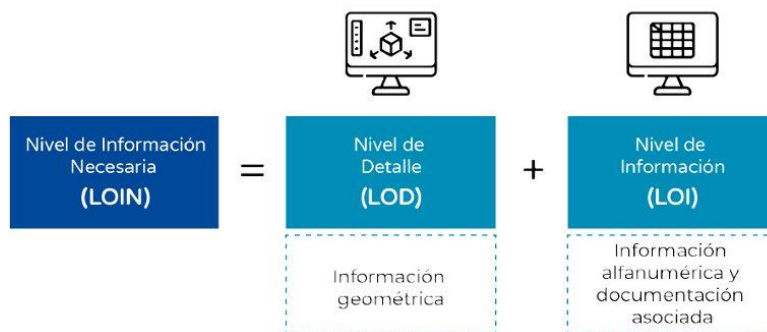 Nivel de Información
Necesaria
(LOIN)
=
Nivel de
Detalle
(LOD)
+
Nivel de
Información
(LOI)
Información
geométrica
Información
alfanumérica y
documentación
asociada